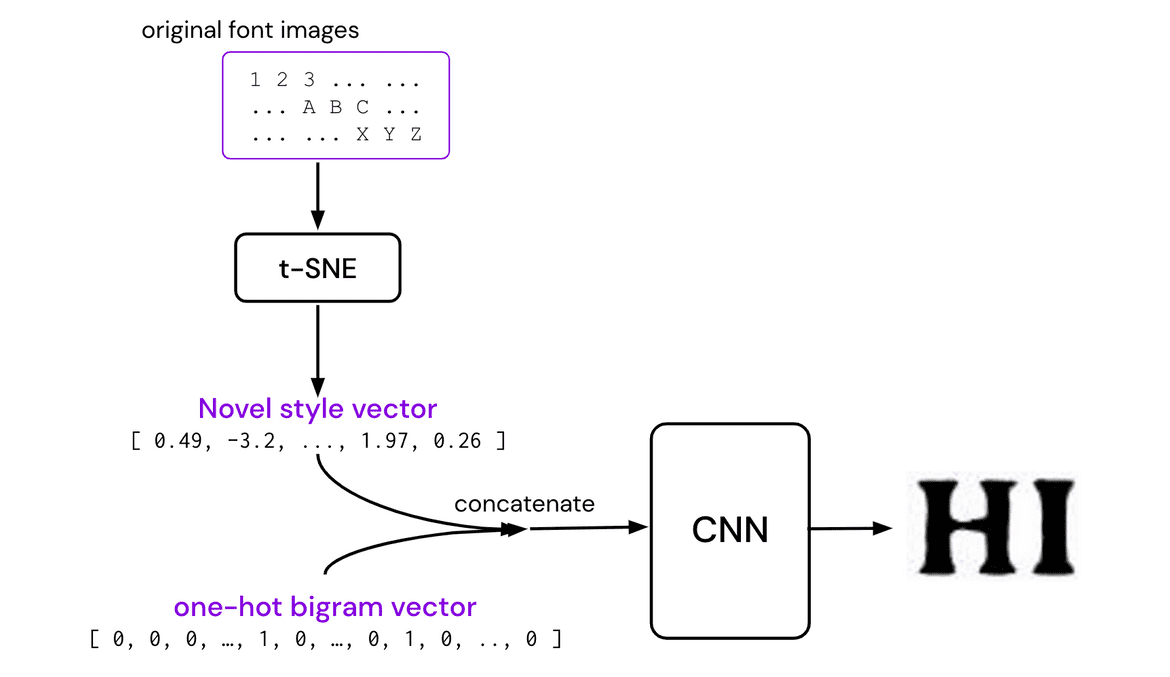 original font images
1 2 3 ... ...
... A B C ...
... ... X Y Z
t-SNE
Novel style vector
[ 0.49, -3.2, ..., 1.97, 0.26 ]
concatenate
CNN
HI
one-hot bigram vector
[ 0, 0, 0, …, 1, 0, …, 0, 1, 0, .., 0 ]